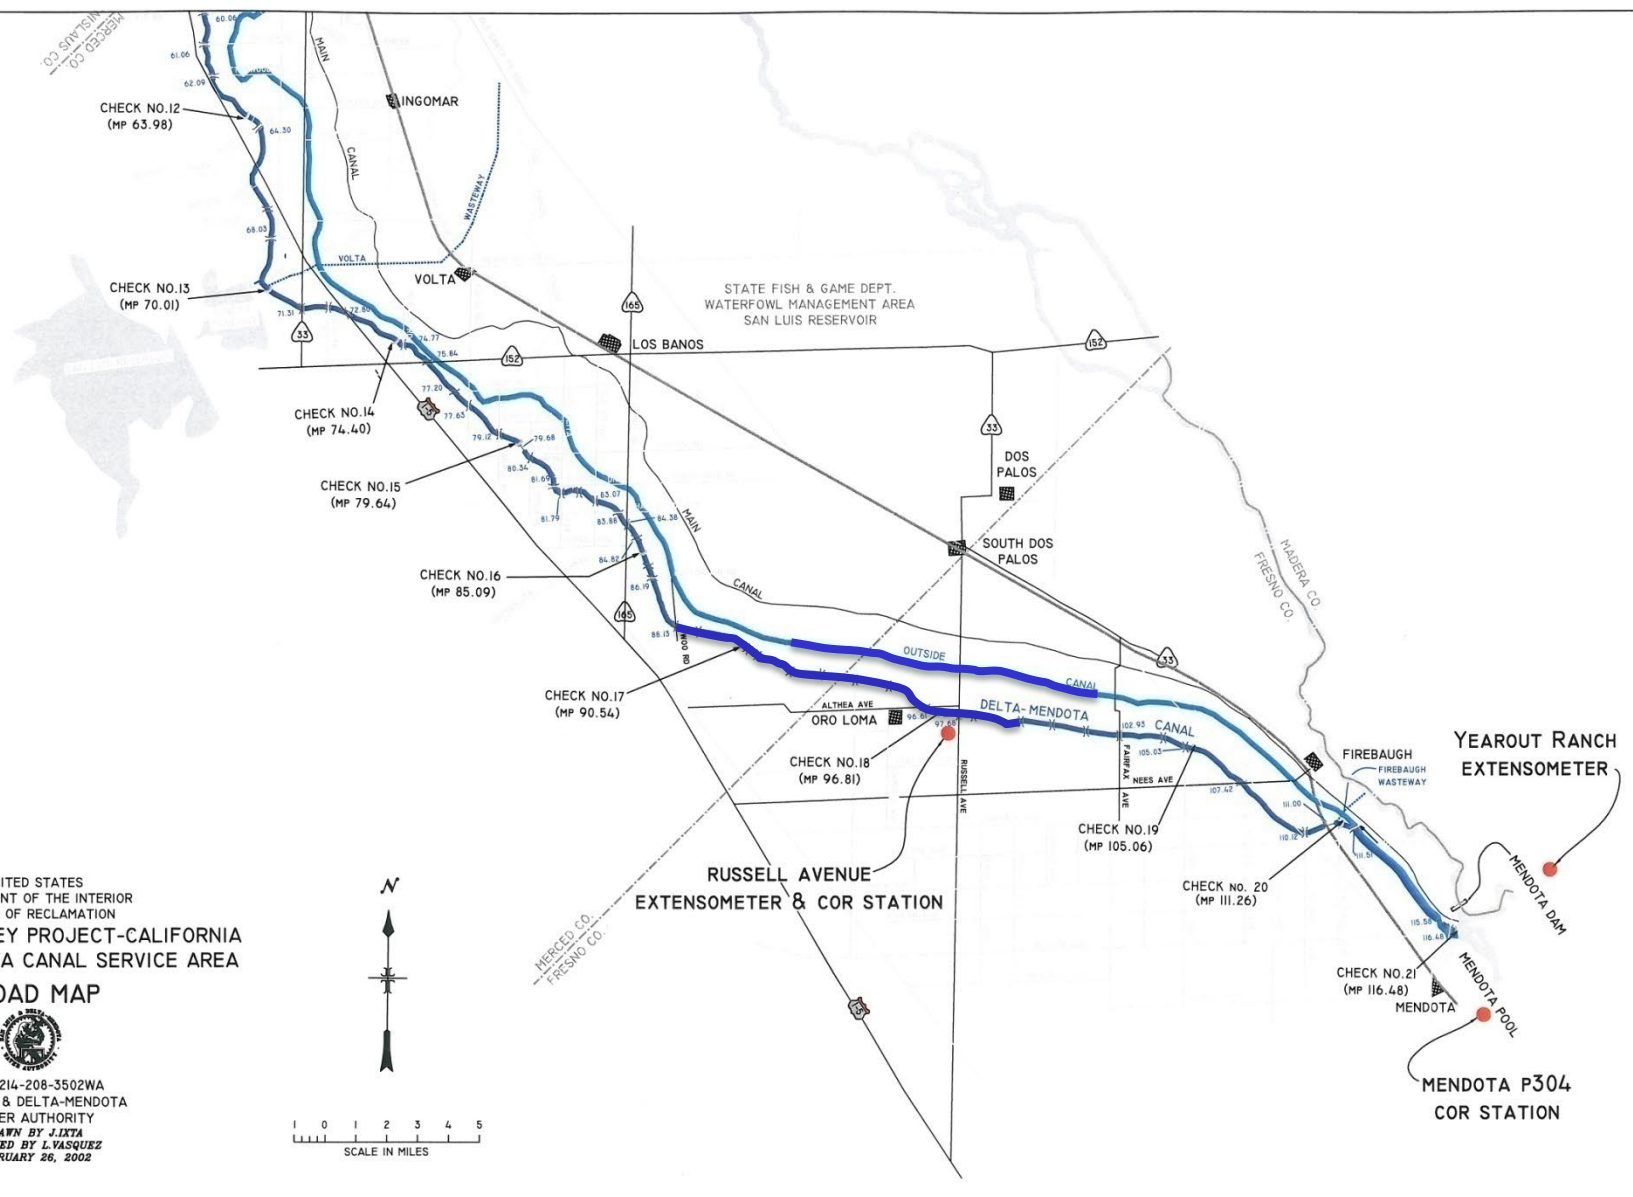 MERCED CO.
NISLAUS CO.
60.06
61.06
62.09
MAIN
CANAL
INGOMAR
CHECK NO.12
(MP 63.98)
64.30
WASTEWAY
68.03
VOLTA
VOLTA
CHECK NO.13
(MP 70.01)
71.31
72.80
33
74.77
75.84
165
STATE FISH & GAME DEPT.
WATERFOWL MANAGEMENT AREA
SAN LUIS RESERVOIR
LOS BANOS
152
152
77.20
I-5
77.63
CHECK NO.14
(MP 74.40)
79.12
79.68
33
DOS
PALOS
80.34
81.69
CHECK NO.15
(MP 79.64)
83.07
81.79
83.88
84.38
MAIN
84.82
SOUTH DOS
PALOS
MADERA CO.
FRESNO CO.
CHECK NO.16
(MP 85.09)
86.19
CANAL
165
88.13
WOO RD
OUTSIDE
CANAL
33
CHECK NO.17
(MP 90.54)
ALTHEA AVE
ORO LOMA
96.81
97.68
DELTA-MENDOTA
CANAL
102.93
105.03
CHECK NO.18
(MP 96.81)
RUSSELL AVE
FAIRFAX AVE
NEES AVE
107.42
FIREBAUGH
FIREBAUGH
WASTEWAY
YEAROUT RANCH
EXTENSOMETER
111.00
110.12
111.51
CHECK NO.19
(MP 105.06)
RUSSELL AVENUE
EXTENSOMETER & COR STATION
CHECK NO. 20
(MP 111.26)
MENDOTA DAM
115.58
116.48
MERCED CO.
FRESNO CO.
CHECK NO.21
(MP 116.48)
MENDOTA
MENDOTA POOL
I-5
MENDOTA P304
COR STATION
ITED STATES
NT OF THE INTERIOR
OF RECLAMATION
EY PROJECT-CALIFORNIA
A CANAL SERVICE AREA
OAD MAP
N
214-208-3502WA
& DELTA-MENDOTA
ER AUTHORITY
AWN BY J.IXTA
ED BY L.VASQUEZ
RUARY 26, 2002
1 0 1 2 3 4 5
SCALE IN MILES